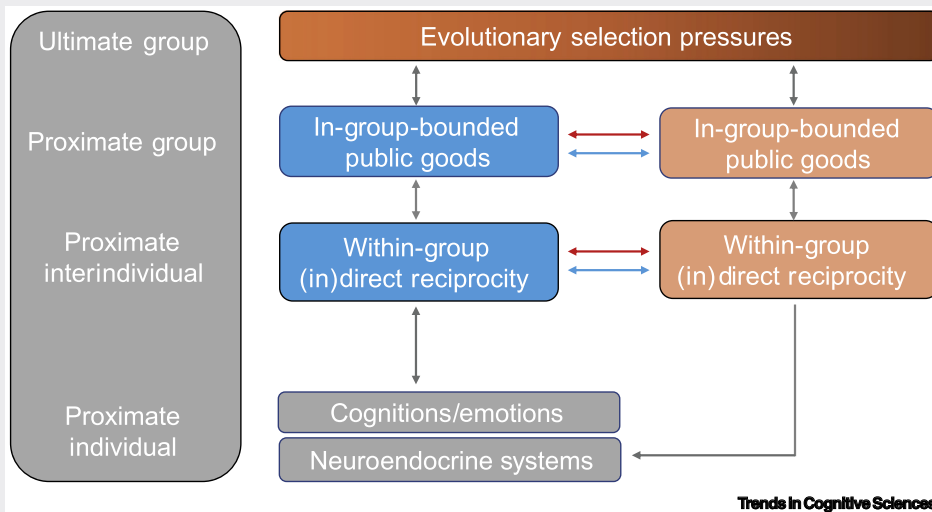 Ultimate group
Evolutionary selection pressures
Proximate group
In-group-bounded
public goods
In-group-bounded
public goods
Proximate
interindividual
Within-group
(in)direct reciprocity
Within-group
(in)direct reciprocity
Proximate
individual
Cognitions/emotions
Neuroendocrine systems
Trends in Cognitive Sciences